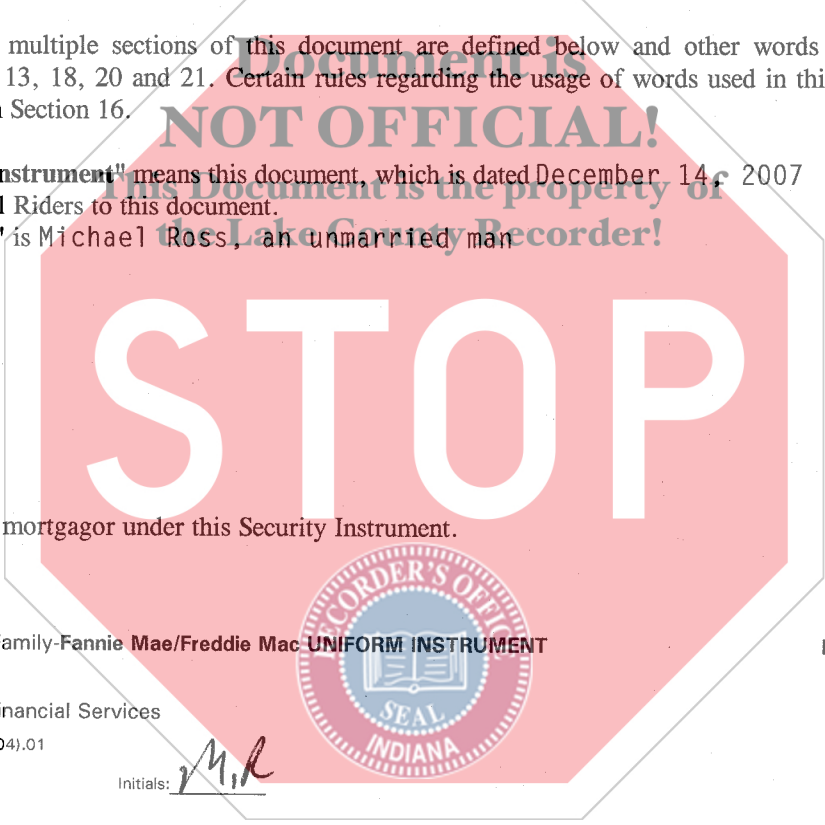 multiple sections of this document are defined below and other words
13, 18, 20 and 21. Certain rules regarding the usage of words used in thi
Section 16.
Document is
NOT OFFICIAL!
This Document is the property of
the Lake County Recorder!
nstrument" means this document, which is dated December 14, 2007
Riders to this document.
" is Michael Ross, an unmarried man
STOP
mortgagor under this Security Instrument.
RECORDER'S OFFICE
SEAL
INDIANA
amily-Fannie Mae/Freddie Mac UNIFORM INSTRUMENT
inancial Services
04).01
Initials: M.R